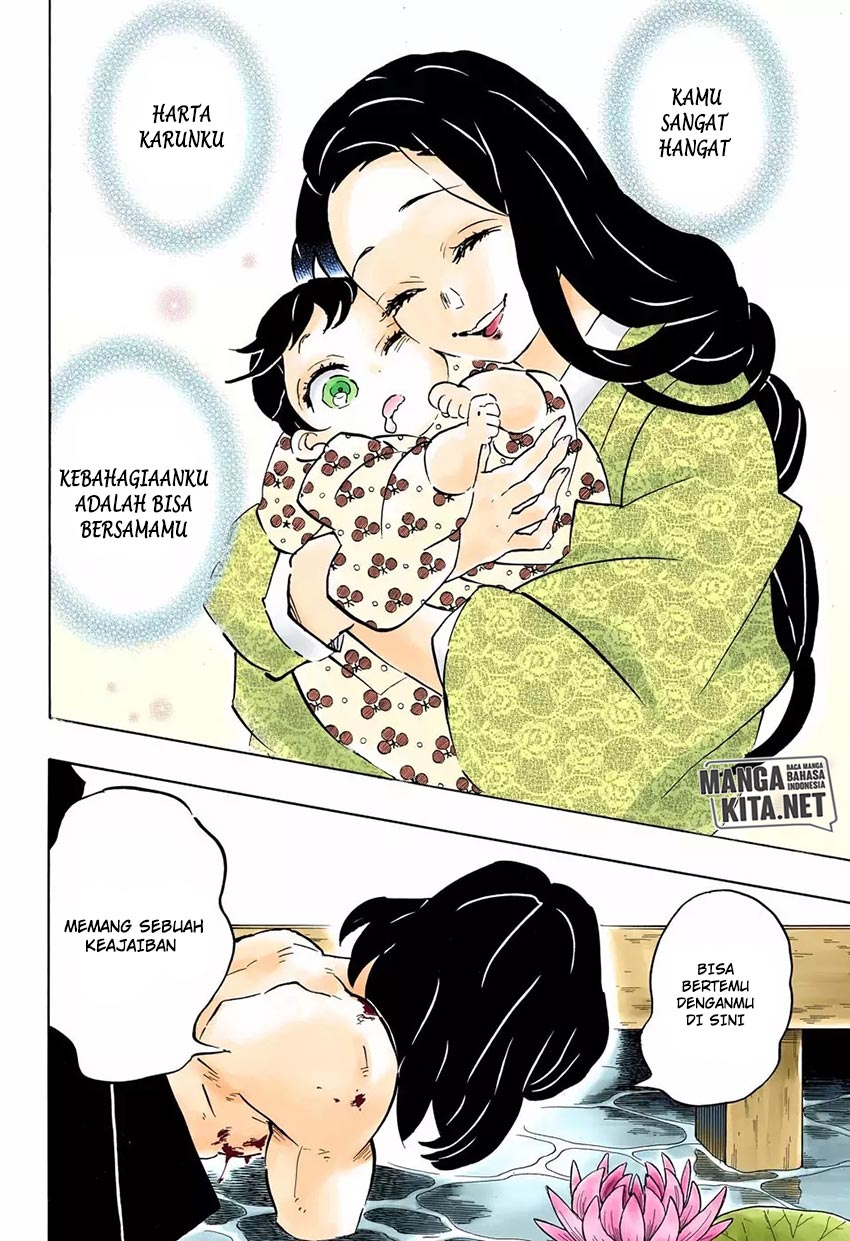 KAMU
SANGAT
HANGAT
HARTA
KARUNKU
KEBAHAGIAANKU
ADALAH BISA
BERSAMAMU
MANGA
KITA.NET
BACA MANGA
BAHASA
INDONESIA
BISA
BERTEMU
DENGANMU
DI SINI
MEMANG SEBUAH
KEAJAIBAN